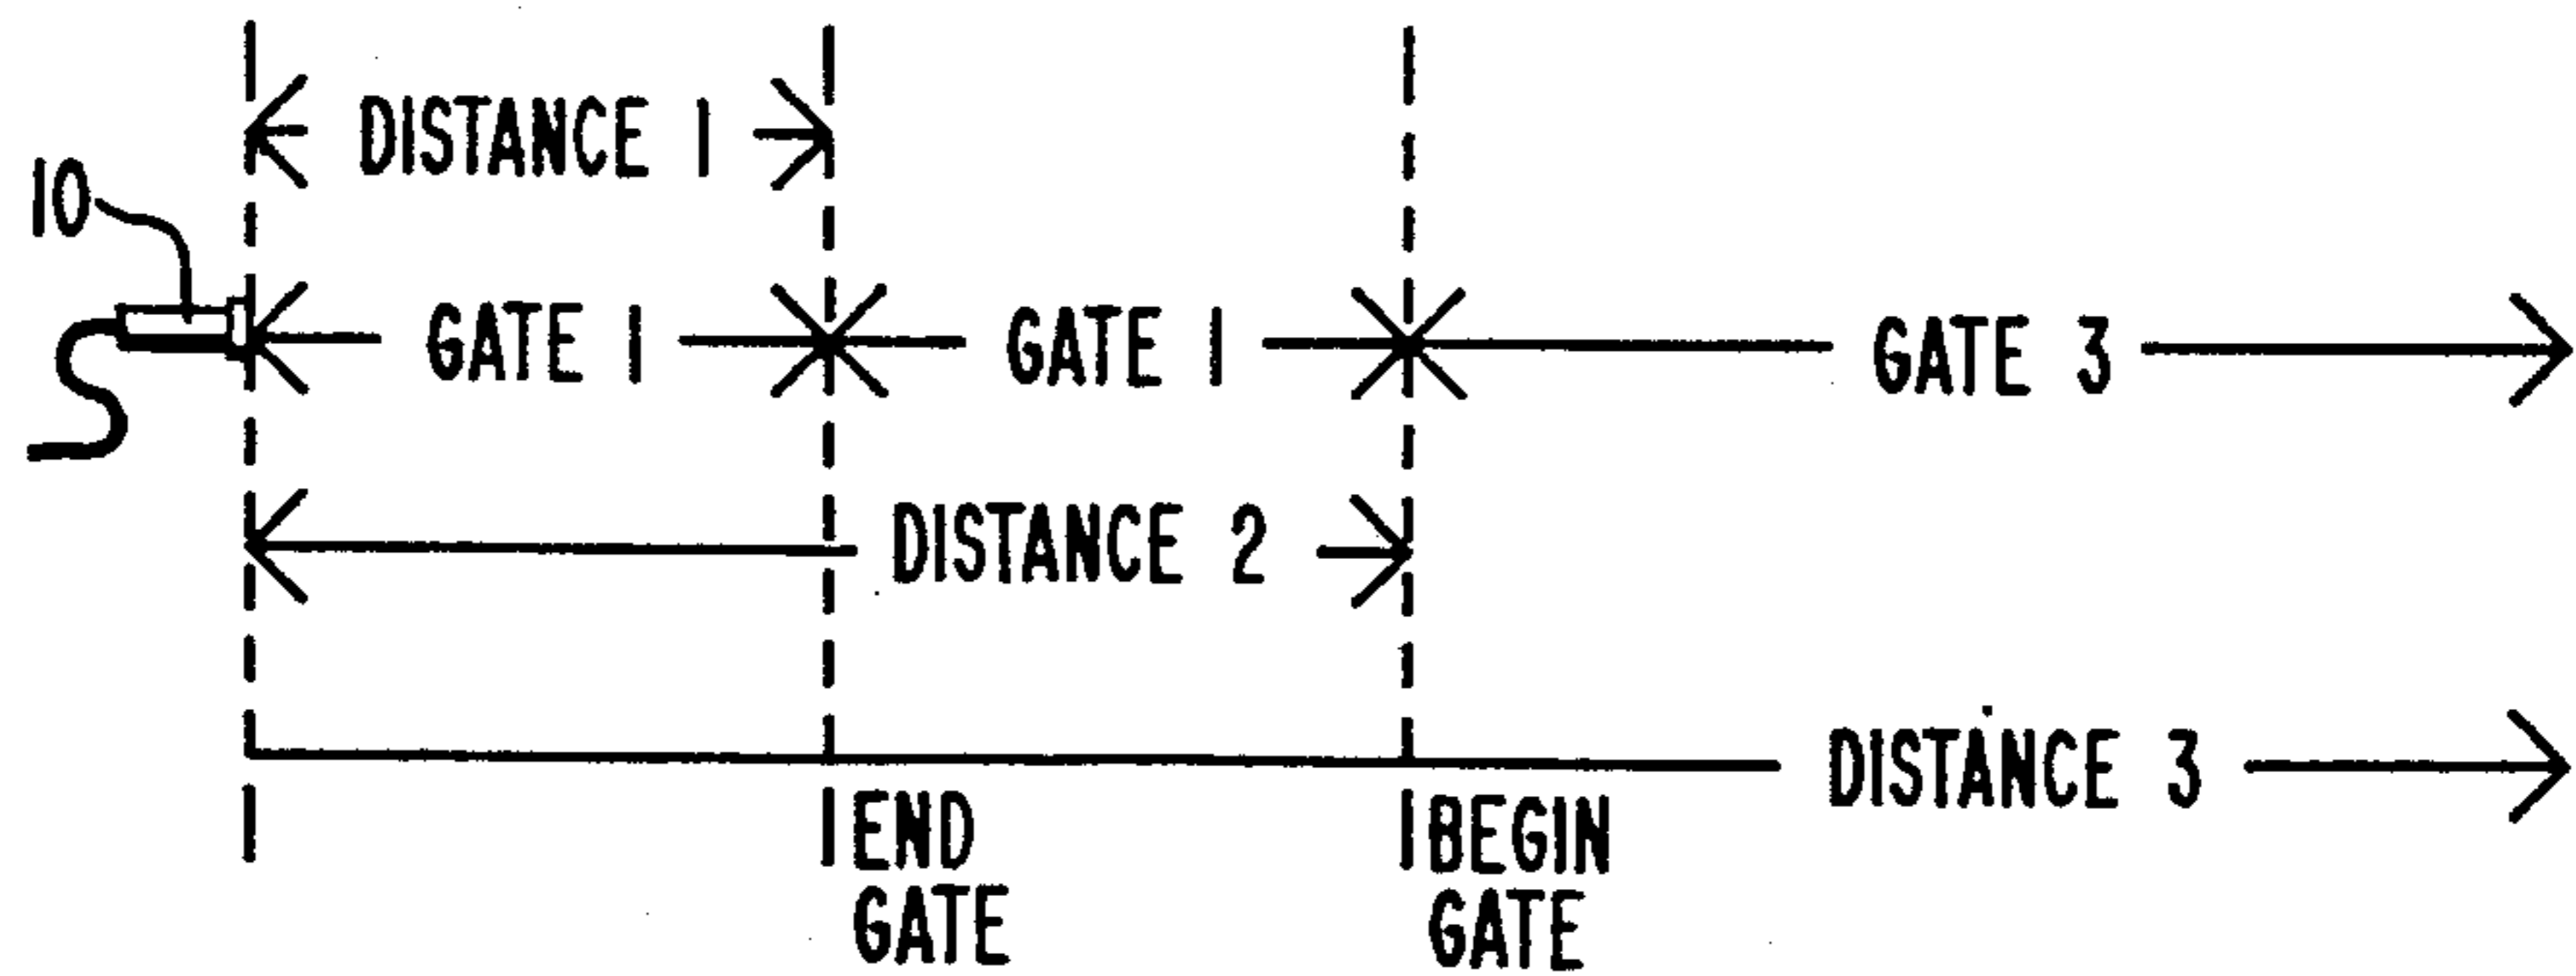 DISTANCE 1
10
GATE 1
GATE 1
GATE 3
DISTANCE 2
DISTANCE 3
END
GATE
BEGIN
GATE